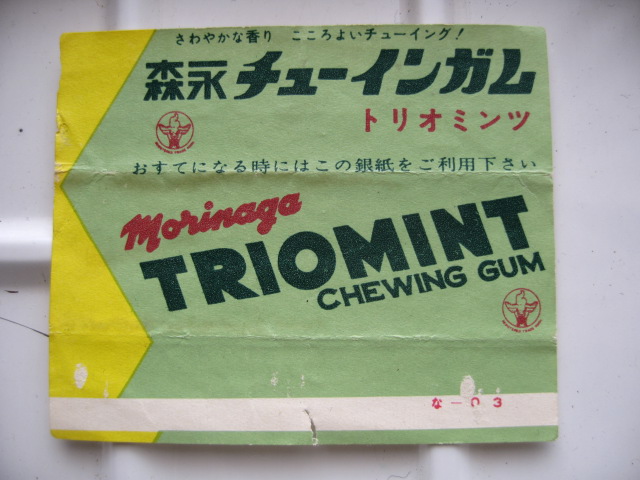 さわやかな香り こころよいチューイング!
森永チューインガム
トリオミンツ
おすてになる時にはこの銀紙をご利用下さい
Morinaga
TRIOMINT
CHEWING GUM
な-03